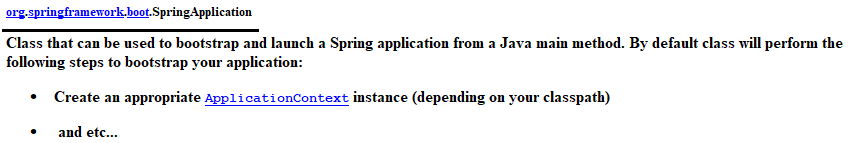 org.springframework.boot.SpringApplication
Class that can be used to bootstrap and launch a Spring application from a Java main method. By default class will perform the
following steps to bootstrap your application:
• Create an appropriate ApplicationContext instance (depending on your classpath)
• and etc...